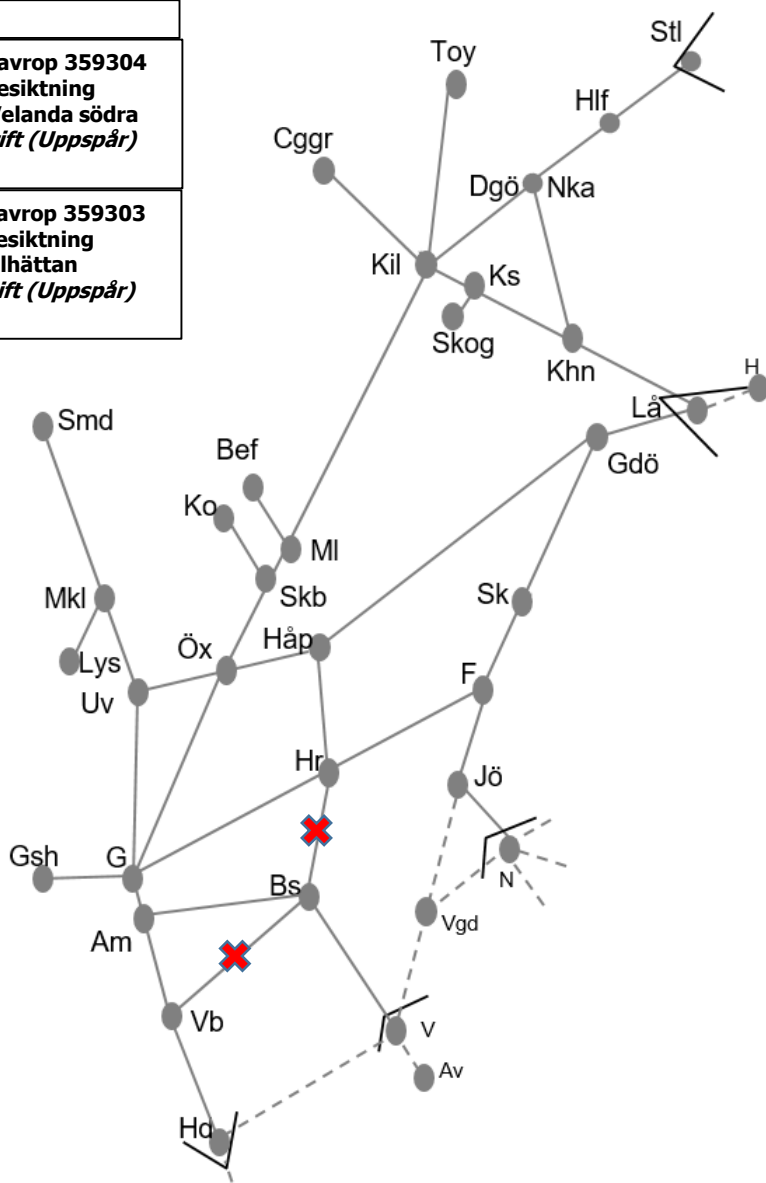 avrop 359304
esiktning
Velanda södra
ift (Uppspår)
avrop 359303
esiktning
lhättan
ift (Uppspår)
Stl
Toy
Hlf
Cggr
Dgö
Nka
Kil
Ks
Skog
Khn
H
Lå
Gdö
Smd
Bef
Ko
Ml
Mkl
Skb
Sk
Håp
Öx
Lys
Uv
F
Hr
Jö
Gsh
G
Bs
N
Am
Vgd
Vb
V
Av
Hd